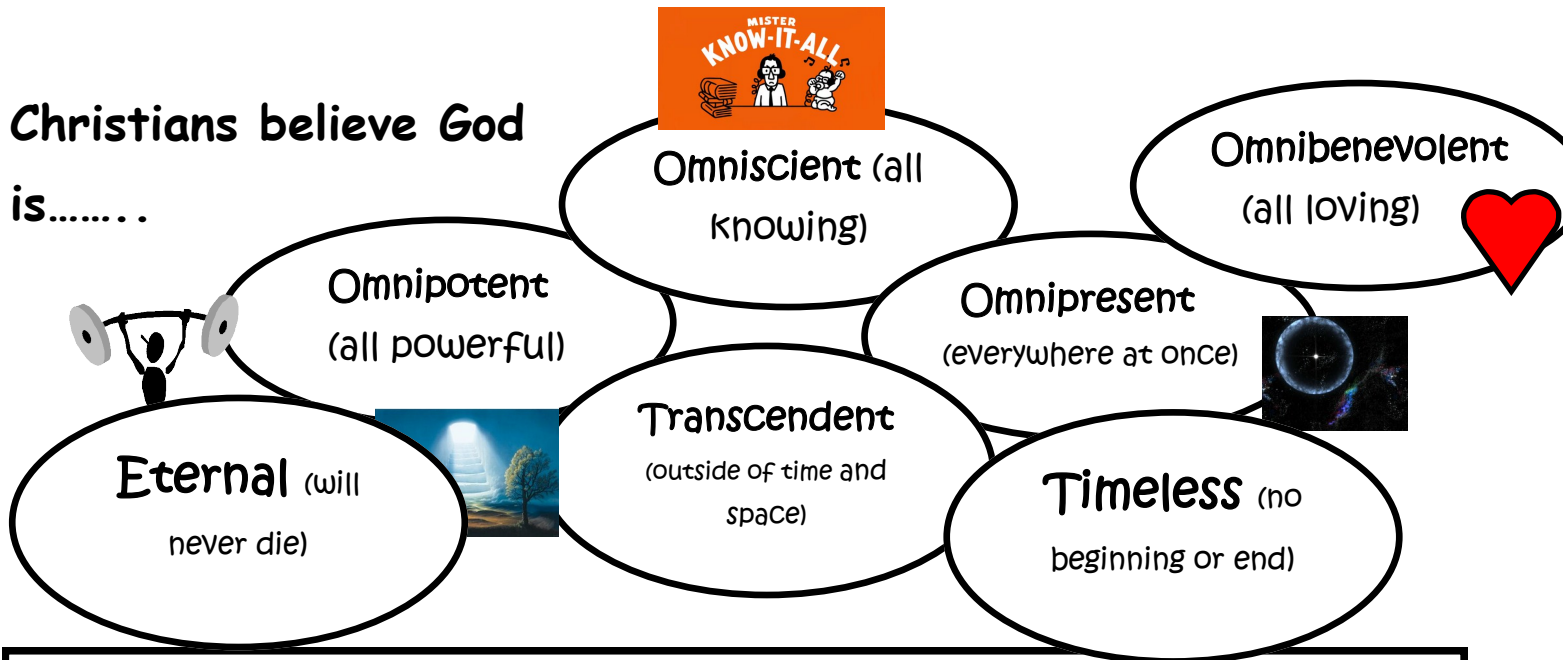 Christians believe God
is........
MISTER
KNOW-IT-ALL
Omniscient (all
knowing)
Omnibenevolent
(all loving)
Omnipotent
(all powerful)
Omnipresent
(everywhere at once)
Transcendent
(outside of time and
space)
Eternal (will
never die)
Timeless (no
beginning or end)